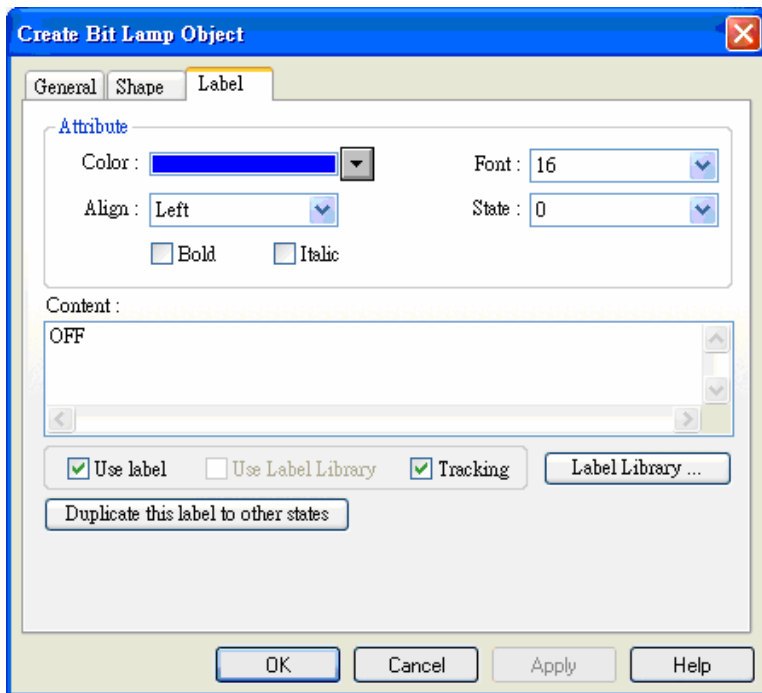 Create Bit Lamp Object
General Shape Label
Attribute
Color : Font : 16
Align : Left State : 0
Bold Italic
Content :
OFF
Use label Use Label Library Tracking Label Library ...
Duplicate this label to other states
OK Cancel Apply Help